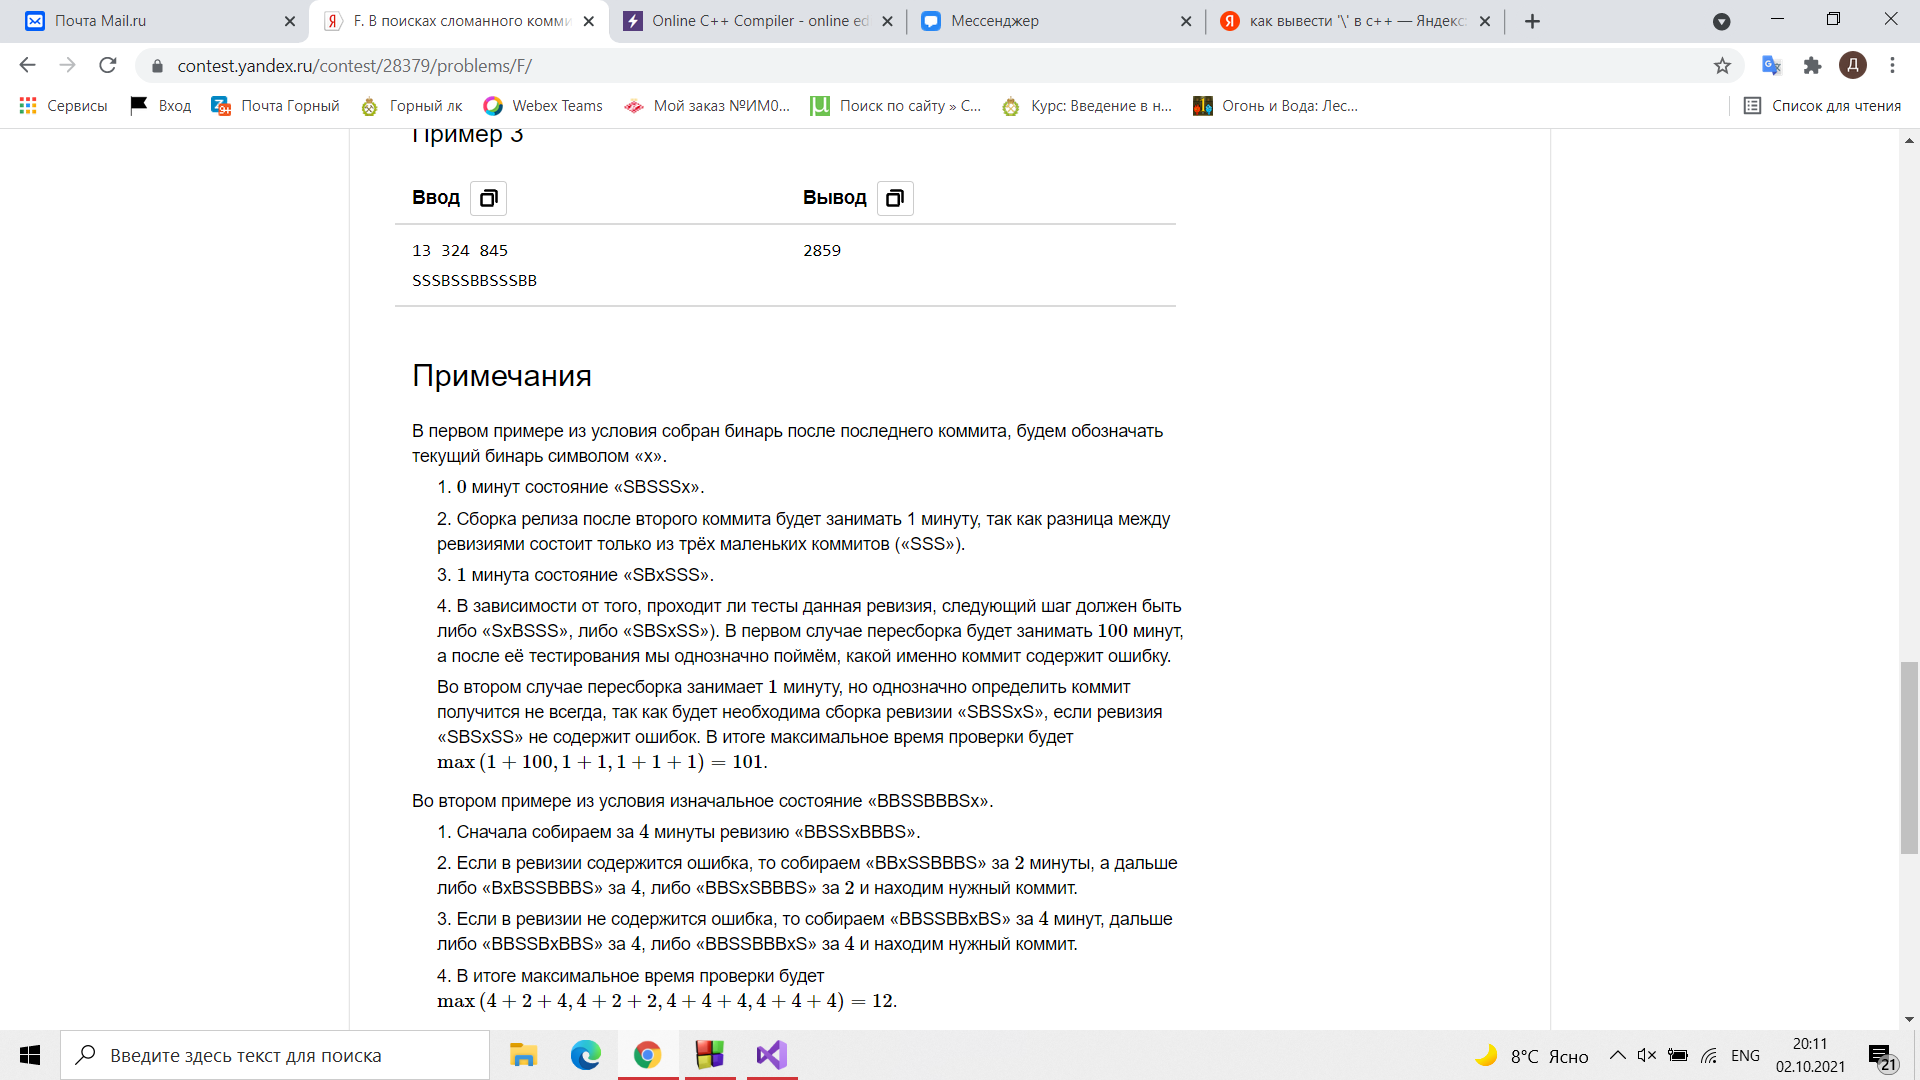 Почта Mail.ru
F. В поисках сломанного комми
Online C++ Compiler - online ed
Мессенджер
как вывести '\' в c++ — Яндекс:
contest.yandex.ru/contest/28379/problems/F/
Д
Сервисы
Вход
Почта Горный
Горный лк
Webex Teams
Мой заказ №ИМ0...
Поиск по сайту » С...
Курс: Введение в н...
Огонь и Вода: Лес...
Список для чтения
Пример 3
Ввод
Вывод
13 324 845
2859
SSSBSSBBSSSBB
Примечания
В первом примере из условия собран бинарь после последнего коммита, будем обозначать
текущий бинарь символом «x».
1. 0 минут состояние «SBSSSx».
2. Сборка релиза после второго коммита будет занимать 1 минуту, так как разница между
ревизиями состоит только из трёх маленьких коммитов («SSS»).
3. 1 минута состояние «SBxSSS».
4. В зависимости от того, проходит ли тесты данная ревизия, следующий шаг должен быть
либо «SxBSSS», либо «SBSxSS»). В первом случае пересборка будет занимать 100 минут,
а после её тестирования мы однозначно поймём, какой именно коммит содержит ошибку.
Во втором случае пересборка занимает 1 минуту, но однозначно определить коммит
получится не всегда, так как будет необходима сборка ревизии «SBSSxS», если ревизия
«SBSxSS» не содержит ошибок. В итоге максимальное время проверки будет
max (1 + 100, 1 + 1, 1 + 1 + 1) = 101.
Во втором примере из условия изначальное состояние «BBSSBBBSx».
1. Сначала собираем за 4 минуты ревизию «BBSSxBBBS».
2. Если в ревизии содержится ошибка, то собираем «BBxSSBBBS» за 2 минуты, а дальше
либо «BxBSSBBBS» за 4, либо «BBSxSBBBS» за 2 и находим нужный коммит.
3. Если в ревизии не содержится ошибка, то собираем «BBSSBBxBS» за 4 минут, дальше
либо «BBSSBxBBS» за 4, либо «BBSSBBBxS» за 4 и находим нужный коммит.
4. В итоге максимальное время проверки будет
max (4 + 2 + 4, 4 + 2 + 2, 4 + 4 + 4, 4 + 4 + 4) = 12.
Введите здесь текст для поиска
8°C Ясно
ENG
20:11
02.10.2021
21